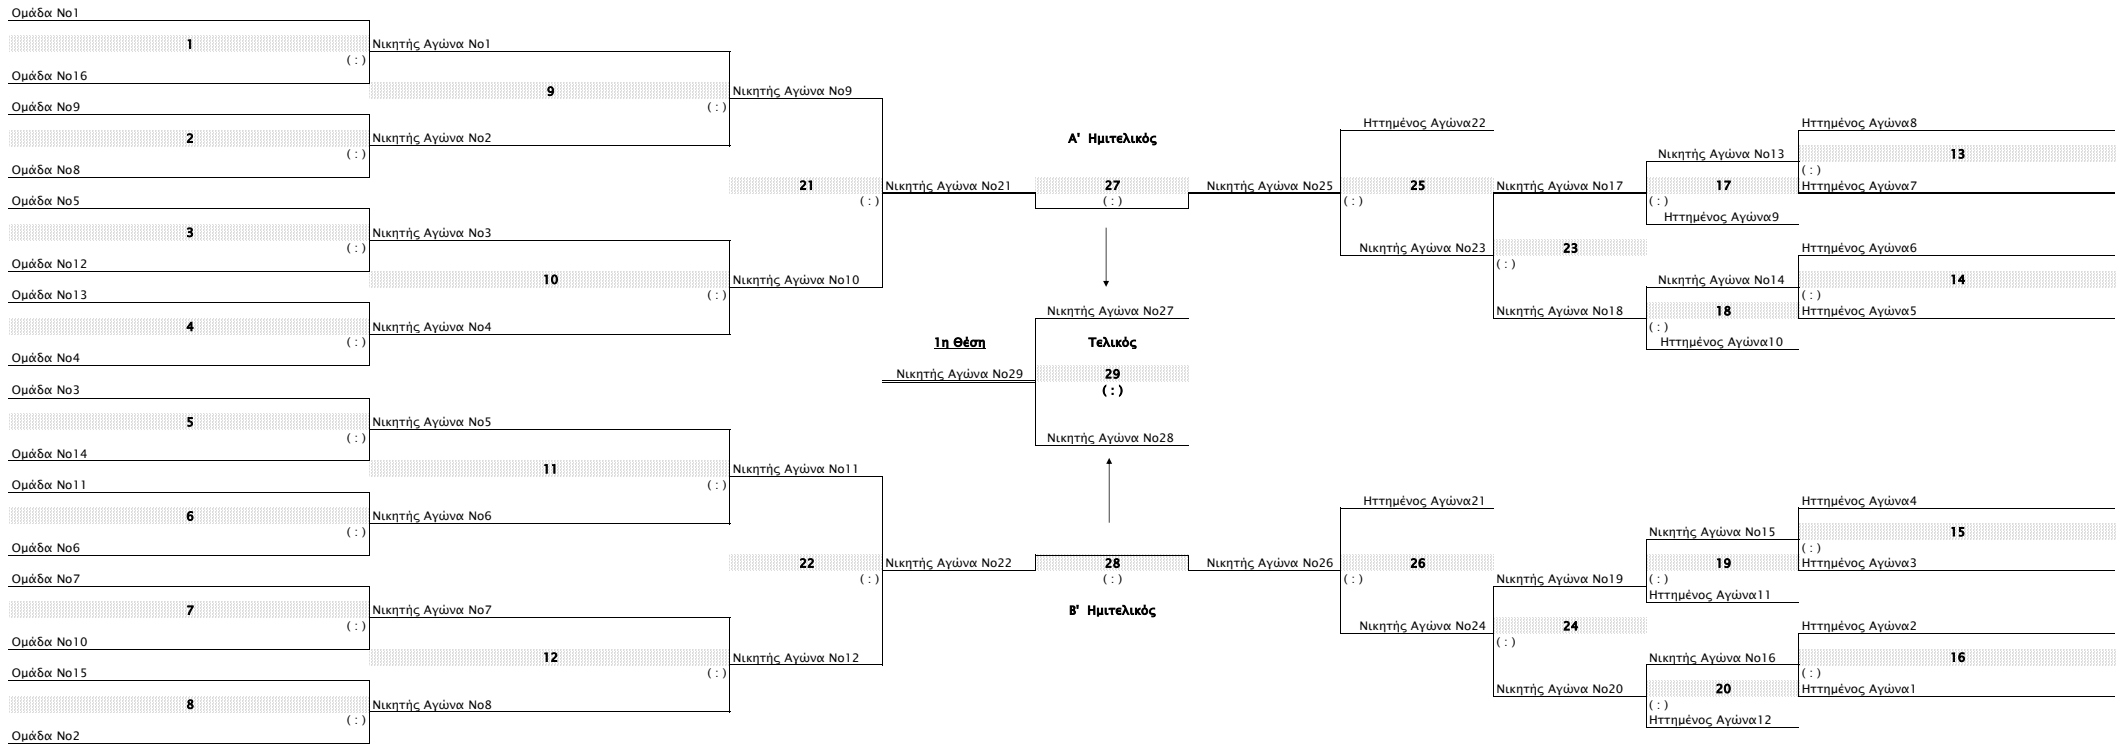 Ομάδα Νο1
1
Νικητής Αγώνα Νο1
( : )
Ομάδα Νο16
9
Νικητής Αγώνα Νο9
Ομάδα Νο9
( : )
2
Νικητής Αγώνα Νο2
( : )
Ομάδα Νο8
21
Νικητής Αγώνα Νο21
( : )
Ομάδα Νο5
3
Νικητής Αγώνα Νο3
( : )
Ομάδα Νο12
10
Νικητής Αγώνα Νο10
Ομάδα Νο13
( : )
4
Νικητής Αγώνα Νο4
( : )
Ομάδα Νο4
Ομάδα Νο3
5
Νικητής Αγώνα Νο5
( : )
Ομάδα Νο14
11
Νικητής Αγώνα Νο11
Ομάδα Νο11
( : )
6
Νικητής Αγώνα Νο6
( : )
Ομάδα Νο6
22
Νικητής Αγώνα Νο22
( : )
Ομάδα Νο7
7
Νικητής Αγώνα Νο7
( : )
Ομάδα Νο10
12
Νικητής Αγώνα Νο12
Ομάδα Νο15
( : )
8
Νικητής Αγώνα Νο8
( : )
Ομάδα Νο2
Α' Ημιτελικός
27
( : )
Νικητής Αγώνα Νο27
1η Θέση
Τελικός
Νικητής Αγώνα Νο29
29
( : )
Νικητής Αγώνα Νο28
28
( : )
Β' Ημιτελικός
Ηττημένος Αγώνα22
Νικητής Αγώνα Νο25
25
( : )
Νικητής Αγώνα Νο23
Νικητής Αγώνα Νο17
23
( : )
Νικητής Αγώνα Νο18
Νικητής Αγώνα Νο13
17
( : )
Ηττημένος Αγώνα9
Νικητής Αγώνα Νο14
18
( : )
Ηττημένος Αγώνα10
Ηττημένος Αγώνα8
13
( : )
Ηττημένος Αγώνα7
Ηττημένος Αγώνα6
14
( : )
Ηττημένος Αγώνα5
Ηττημένος Αγώνα21
Νικητής Αγώνα Νο26
26
( : )
Νικητής Αγώνα Νο24
Νικητής Αγώνα Νο19
24
( : )
Νικητής Αγώνα Νο20
Νικητής Αγώνα Νο15
19
( : )
Ηττημένος Αγώνα11
Νικητής Αγώνα Νο16
20
( : )
Ηττημένος Αγώνα12
Ηττημένος Αγώνα4
15
( : )
Ηττημένος Αγώνα3
Ηττημένος Αγώνα2
16
( : )
Ηττημένος Αγώνα1